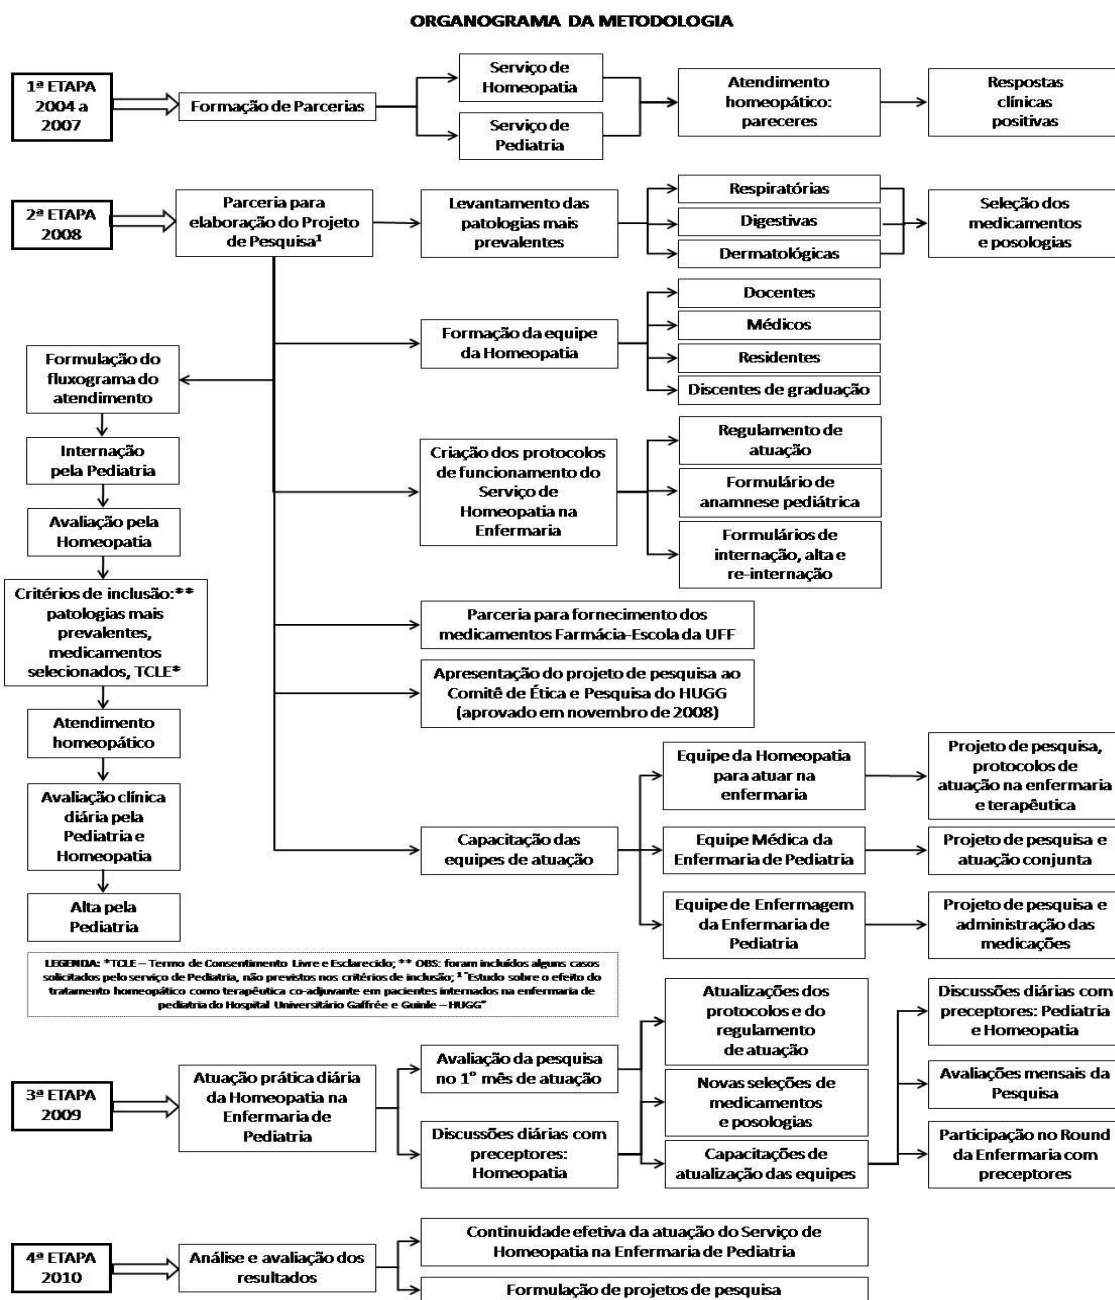 ORGANOGRAMA DA METODOLOGIA
1ª ETAPA
2004 a
2007
Formação de Parcerias
Serviço de
Homeopatia
Serviço de
Pediatria
Atendimento
homeopático:
pareceres
Respostas
clínicas
positivas
2ª ETAPA
2008
Parceria para
elaboração do Projeto
de Pesquisa¹
Levantamento das
patologias mais
prevalentes
Respiratórias
Digestivas
Dermatológicas
Seleção dos
medicamentos
e posologias
Formação da equipe
da Homeopatia
Docentes
Médicos
Residentes
Discentes de graduação
Formulação do
fluxograma do
atendimento
Internação
pela Pediatria
Avaliação pela
Homeopatia
Critérios de inclusão:**
patologias mais
prevalentes,
medicamentos
selecionados, TCLE*
Atendimento
homeopático
Avaliação clínica
diária pela
Pediatria e
Homeopatia
Alta pela
Pediatria
Criação dos protocolos
de funcionamento do
Serviço de
Homeopatia na
Enfermaria
Regulamento de
atuação
Formulário de
anamnese pediátrica
Formulários de
internação, alta e
re-internação
Parceria para fornecimento dos
medicamentos Farmácia-Escola da UFF
Apresentação do projeto de pesquisa ao
Comitê de Ética e Pesquisa do HUGG
(aprovado em novembro de 2008)
Capacitação das
equipes de atuação
Equipe da Homeopatia
para atuar na
enfermaria
Projeto de pesquisa,
protocolos de
atuação na enfermaria
e terapêutica
Equipe Médica da
Enfermaria de Pediatria
Projeto de pesquisa e
atuação conjunta
Equipe de Enfermagem
da Enfermaria de
Pediatria
Projeto de pesquisa e
administração das
medicações
LEGENDA: *TCLE – Termo de Consentimento Livre e Esclarecido; ** OBS: foram incluídos alguns casos
solicitados pelo serviço de Pediatria, não previstos nos critérios de inclusão; ¹ "Estudo sobre o efeito do
tratamento homeopático como terapêutica co-adjuvante em pacientes internados na enfermaria de
pediatria do Hospital Universitário Gaffrée e Guinle – HUGG"
3ª ETAPA
2009
Atuação prática diária
da Homeopatia na
Enfermaria de
Pediatria
Avaliação da pesquisa
no 1º mês de atuação
Discussões diárias com
preceptores:
Homeopatia
Atualizações dos
protocolos e do
regulamento
de atuação
Novas seleções de
medicamentos
e posologias
Capacitações de
atualização das equipes
Discussões diárias com
preceptores: Pediatria
e Homeopatia
Avaliações mensais da
Pesquisa
Participação no Round
da Enfermaria com
preceptores
4ª ETAPA
2010
Análise e avaliação dos
resultados
Continuidade efetiva da atuação do Serviço de
Homeopatia na Enfermaria de Pediatria
Formulação de projetos de pesquisa